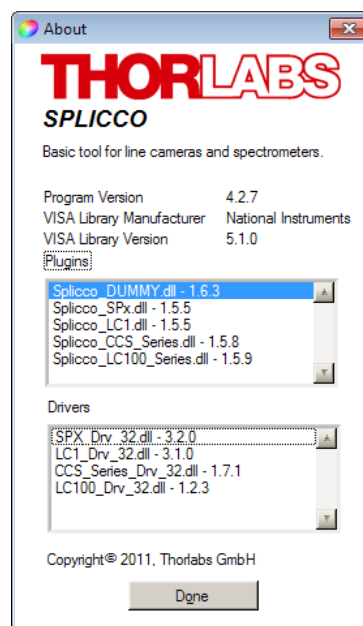 About
THORLABS
SPLICCO
Basic tool for line cameras and spectrometers.
Program Version 4.2.7
VISA Library Manufacturer National Instruments
VISA Library Version 5.1.0
Plugins
Splicco_DUMMY.dll - 1.6.3
Splicco_SPx.dll - 1.5.5
Splicco_LC1.dll - 1.5.5
Splicco_CCS_Series.dll - 1.5.8
Splicco_LC100_Series.dll - 1.5.9
Drivers
SPX_Drv_32.dll - 3.2.0
LC1_Drv_32.dll - 3.1.0
CCS_Series_Drv_32.dll - 1.7.1
LC100_Drv_32.dll - 1.2.3
Copyright© 2011, Thorlabs GmbH
Done